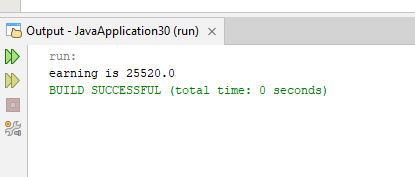 Output - JavaApplication30 (run)
run:
earning is 25520.0
BUILD SUCCESSFUL (total time: 0 seconds)